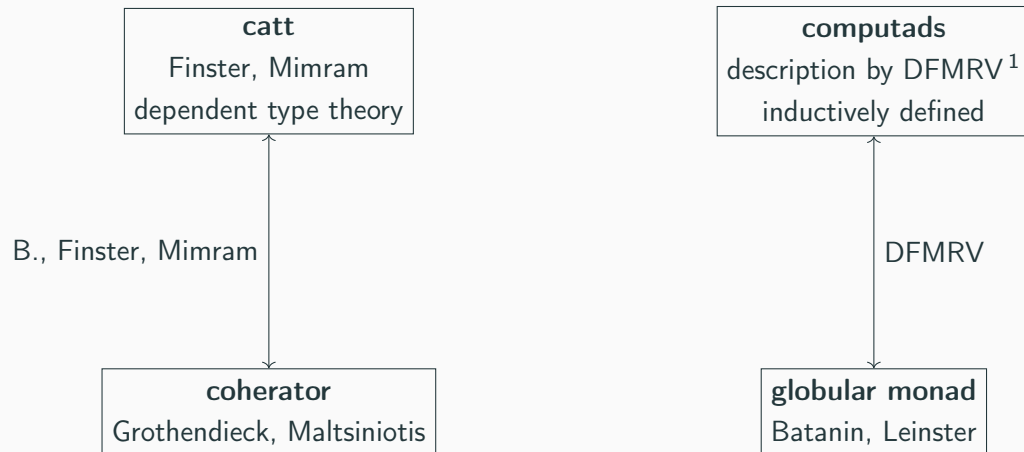 catt
Finster, Mimram
dependent type theory
computads
description by DFMRV¹
inductively defined
B., Finster, Mimram
DFMRV
coherator
Grothendieck, Maltsiniotis
globular monad
Batanin, Leinster